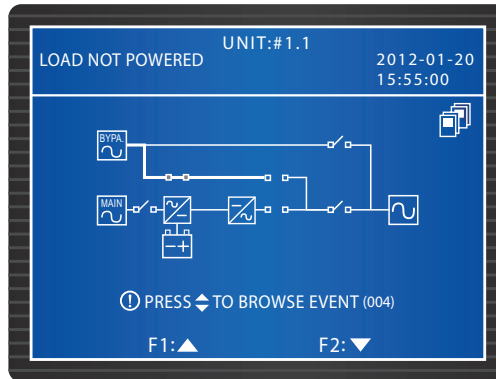 UNIT:#1.1
LOAD NOT POWERED
2012-01-20
15:55:00
BYPA.
MAIN
PRESS TO BROWSE EVENT (004)
F1: F2: